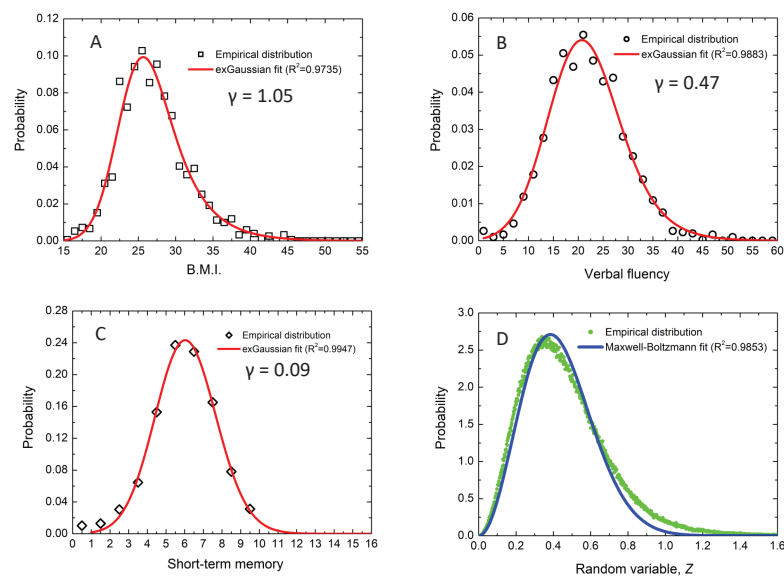 A
Empirical distribution
exGaussian fit (R²=0.9735)
γ = 1.05
Probability
0.12
0.10
0.08
0.06
0.04
0.02
0.00
15 20 25 30 35 40 45 50 55
B.M.I.
B
Empirical distribution
exGaussian fit (R²=0.9883)
γ = 0.47
Probability
0.06
0.05
0.04
0.03
0.02
0.01
0.00
0 5 10 15 20 25 30 35 40 45 50 55 60
Verbal fluency
C
Empirical distribution
exGaussian fit (R²=0.9947)
γ = 0.09
Probability
0.28
0.24
0.20
0.16
0.12
0.08
0.04
0.00
0 1 2 3 4 5 6 7 8 9 10 11 12 13 14 15 16
Short-term memory
D
Empirical distribution
Maxwell-Boltzmann fit (R²=0.9853)
Probability
3.0
2.5
2.0
1.5
1.0
0.5
0.0
0.0 0.2 0.4 0.6 0.8 1.0 1.2 1.4 1.6
Random variable, Z